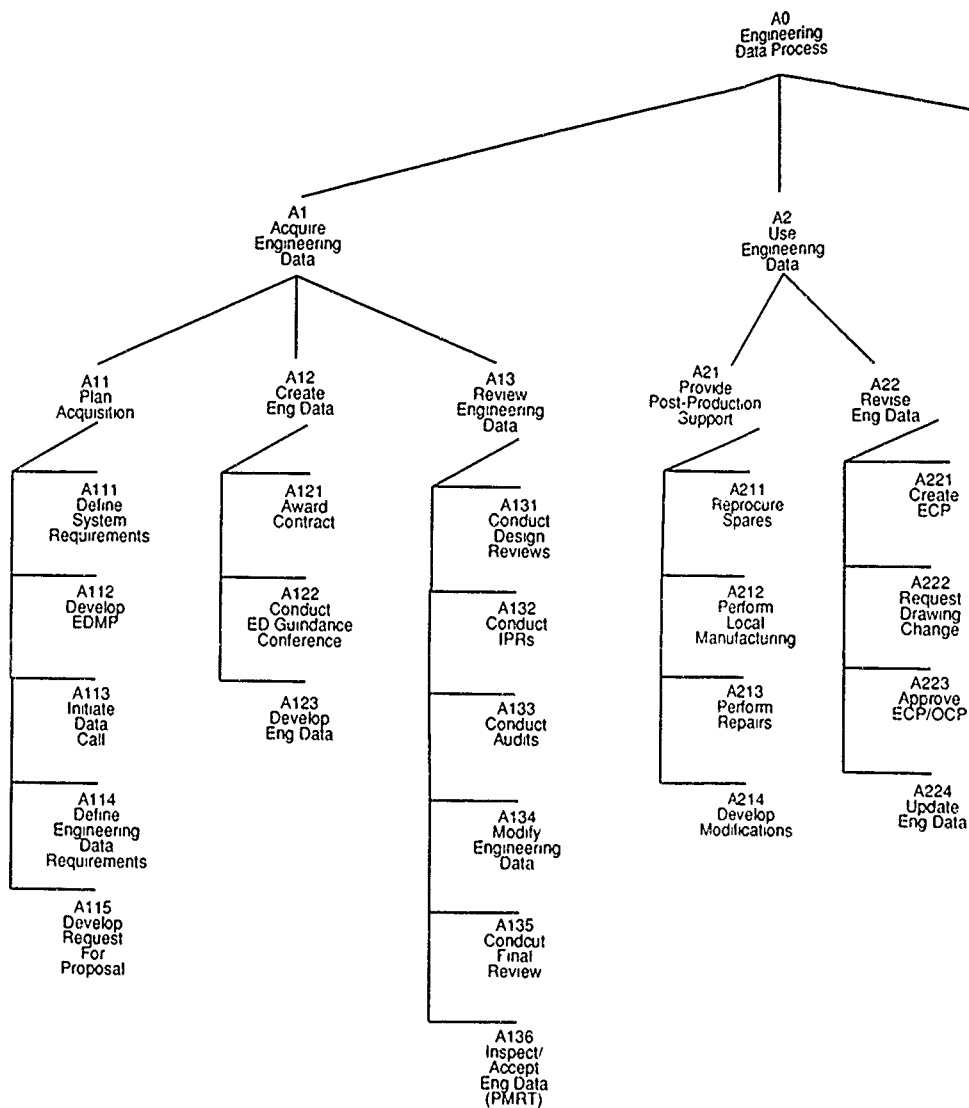 A0
Engineering
Data Process
A1
Acquire
Engineering
Data
A2
Use
Engineering
Data
A11
Plan
Acquisition
A12
Create
Eng Data
A13
Review
Engineering
Data
A21
Provide
Post-Production
Support
A22
Revise
Eng Data
A111
Define
System
Requirements
A112
Develop
EDMP
A113
Initiate
Data
Call
A114
Define
Engineering
Data
Requirements
A115
Develop
Request
For
Proposal
A121
Award
Contract
A122
Conduct
ED Guindance
Conference
A123
Develop
Eng Data
A131
Conduct
Design
Reviews
A132
Conduct
IPRs
A133
Conduct
Audits
A134
Modify
Engineering
Data
A135
Condcut
Final
Review
A136
Inspect/
Accept
Eng Data
(PMRT)
A211
Reprocure
Spares
A212
Perform
Local
Manufacturing
A213
Perform
Repairs
A214
Develop
Modifications
A221
Create
ECP
A222
Request
Drawing
Change
A223
Approve
ECP/OCP
A224
Update
Eng Data